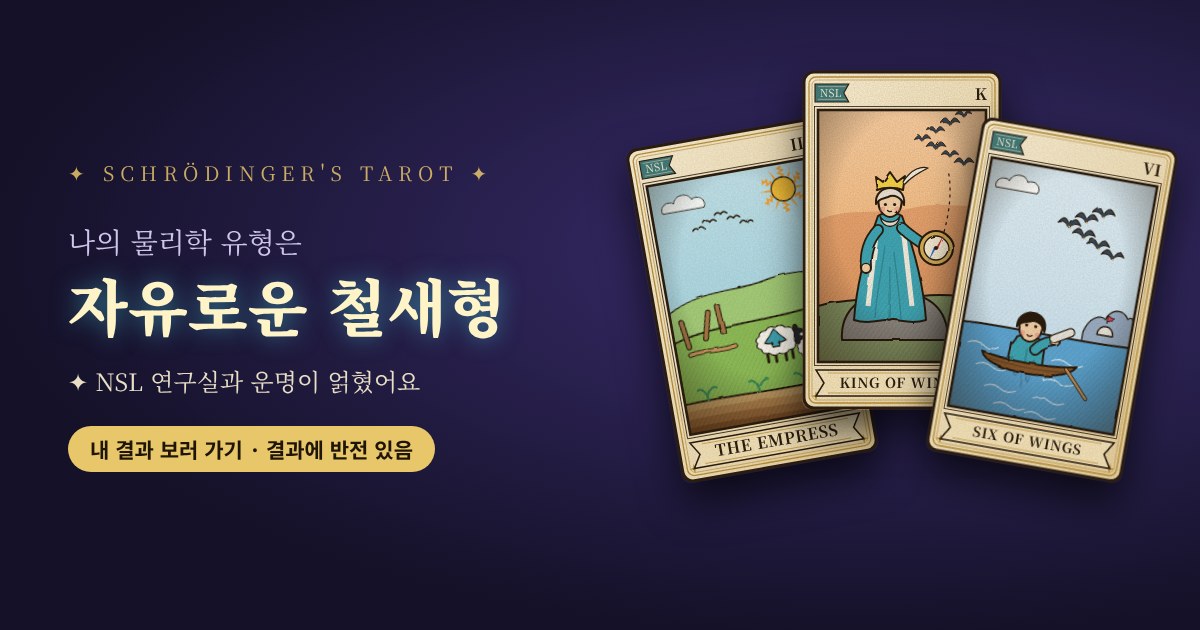 ✦ SCHRÖDINGER'S TAROT ✦
나의 물리학 유형은
자유로운 철새형
✦ NSL 연구실과 운명이 얽혔어요
내 결과 보러 가기 · 결과에 반전 있음
NSL
THE EMPRESS
NSL K
KING OF
NSL VI
SIX OF WINGS